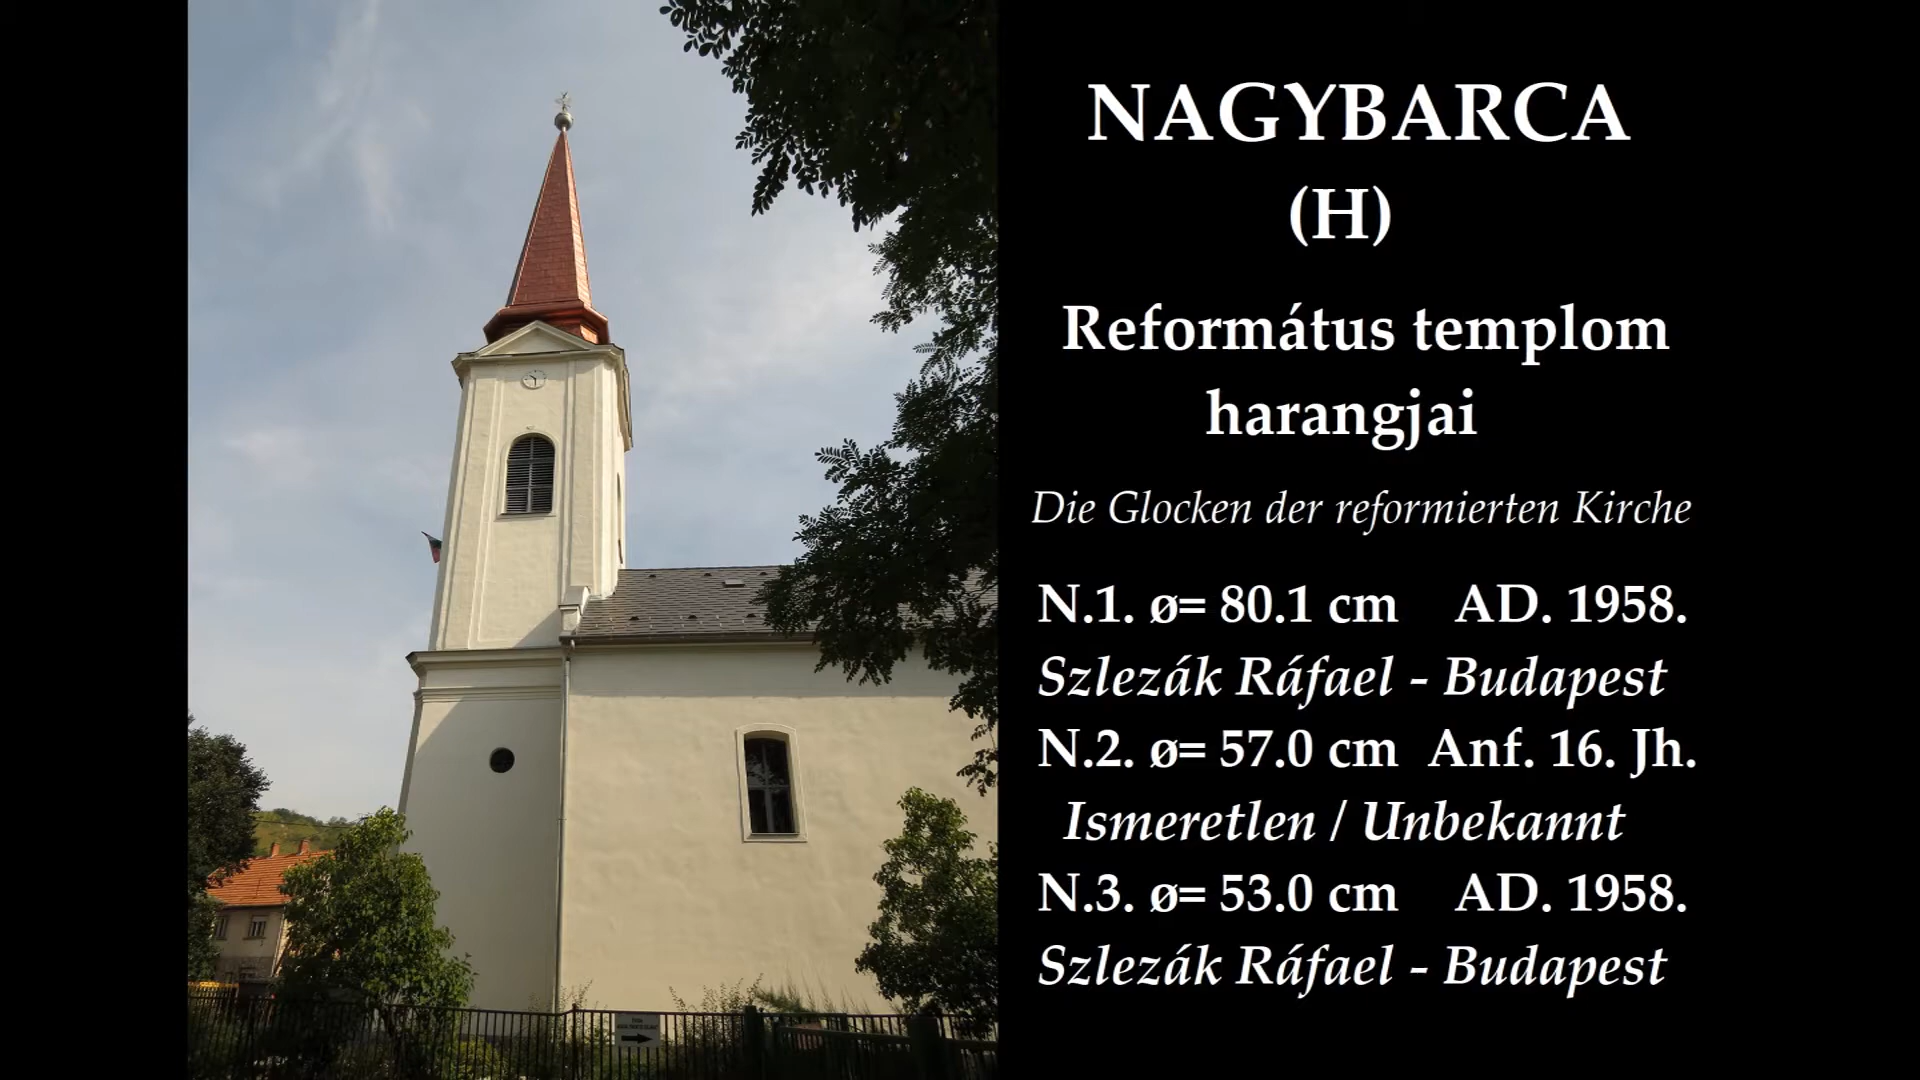 NAGYBARCA
(H)
Református templom
harangjai
Die Glocken der reformierten Kirche
N.1. ø= 80.1 cm AD. 1958.
Szlezák Ráfael - Budapest
N.2. ø= 57.0 cm Anf. 16. Jh.
Ismeretlen / Unbekannt
N.3. ø= 53.0 cm AD. 1958.
Szlezák Ráfael - Budapest